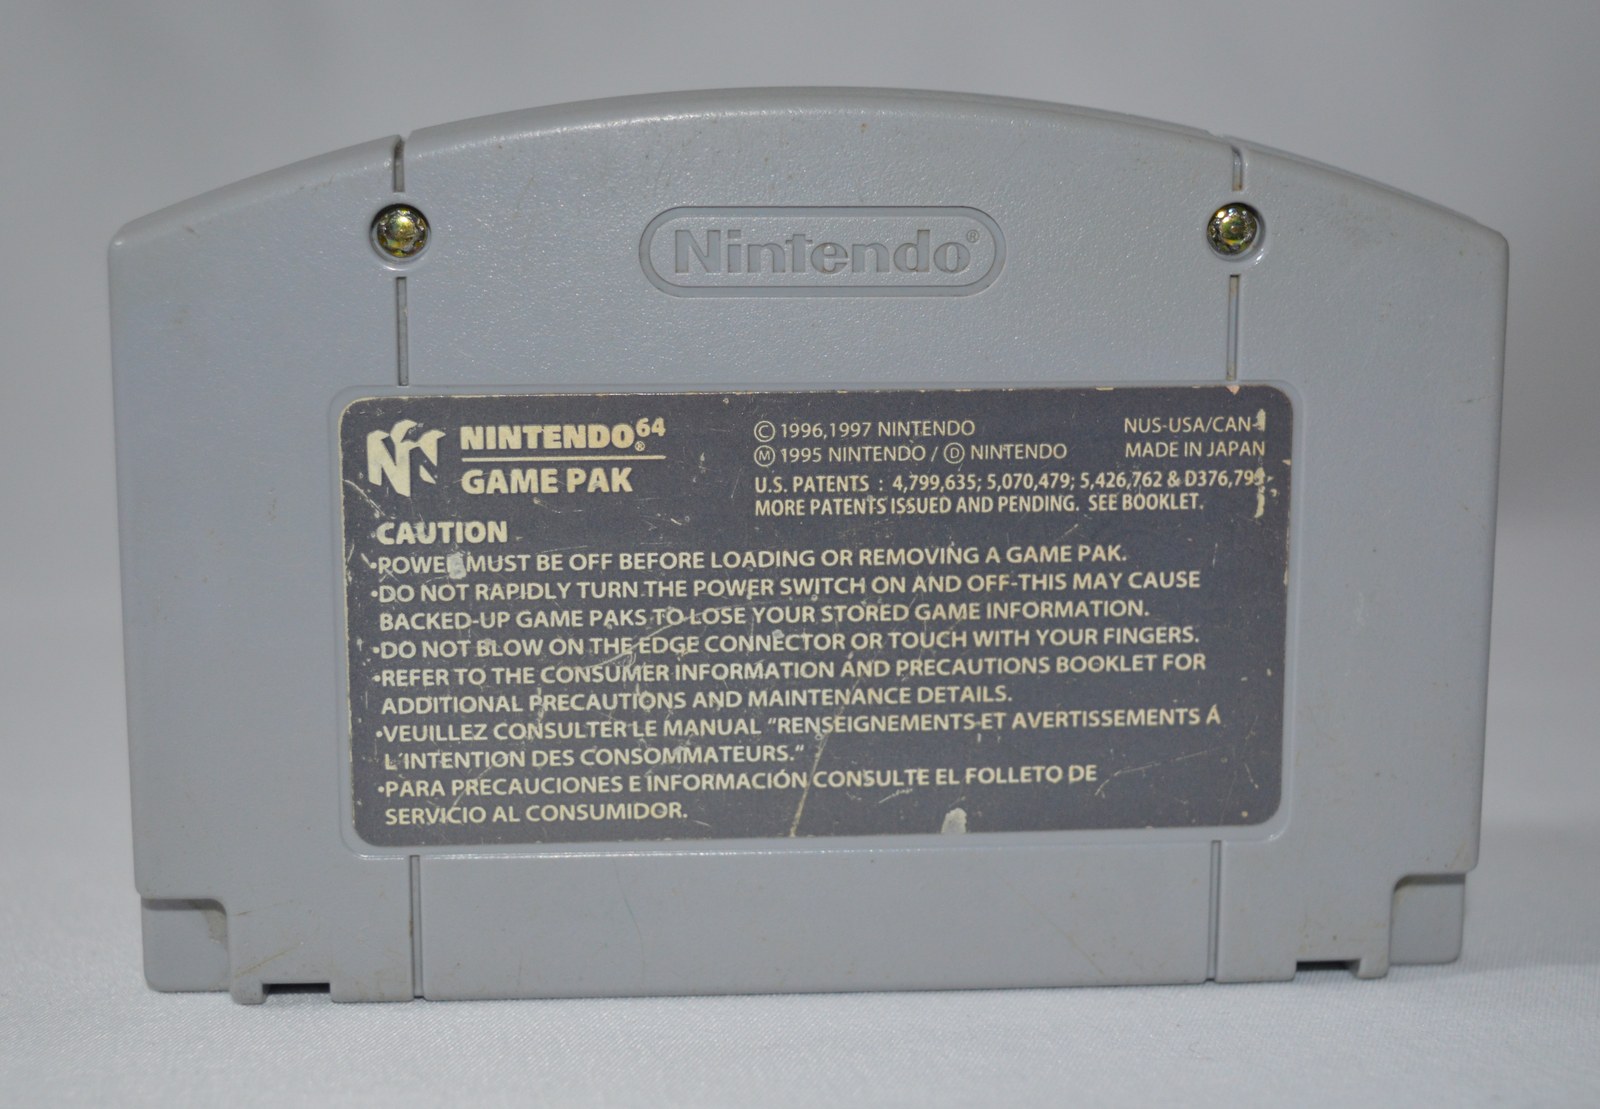 Nintendo®
NINTENDO64®
GAME PAK
© 1996,1997 NINTENDO
Ⓜ 1995 NINTENDO / Ⓓ NINTENDO
NUS-USA/CAN-1
MADE IN JAPAN
U.S. PATENTS : 4,799,635; 5,070,479; 5,426,762 &
MORE PATENTS ISSUED AND PENDING. SEE BOOKLET.
CAUTION
•POWER MUST BE OFF BEFORE LOADING OR REMOVING A GAME PAK.
•DO NOT RAPIDLY TURN THE POWER SWITCH ON AND OFF-THIS MAY CAUSE
BACKED-UP GAME PAKS TO LOSE YOUR STORED GAME INFORMATION.
•DO NOT BLOW ON THE EDGE CONNECTOR OR TOUCH WITH YOUR FINGERS.
•REFER TO THE CONSUMER INFORMATION AND PRECAUTIONS BOOKLET FOR
ADDITIONAL PRECAUTIONS AND MAINTENANCE DETAILS.
•VEUILLEZ CONSULTER LE MANUAL "RENSEIGNEMENTS ET AVERTISSEMENTS Á
L'INTENTION DES CONSOMMATEURS."
•PARA PRECAUCIONES E INFORMACIÓN CONSULTE EL FOLLETO DE
SERVICIO AL CONSUMIDOR.